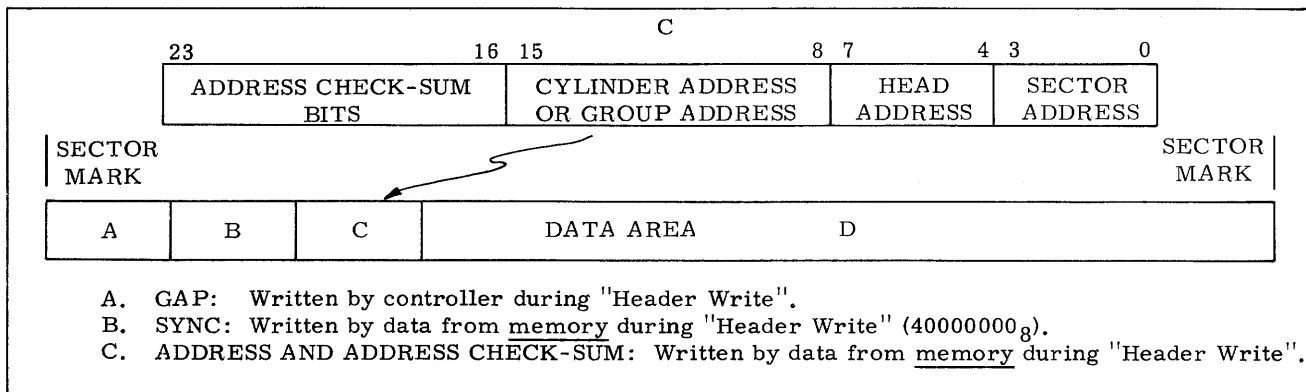 C
23 16 15 8 7 4 3 0
ADDRESS CHECK-SUM BITS
CYLINDER ADDRESS OR GROUP ADDRESS
HEAD ADDRESS
SECTOR ADDRESS
SECTOR MARK
SECTOR MARK
A B C DATA AREA D
A. GAP: Written by controller during "Header Write".
B. SYNC: Written by data from memory during "Header Write" (40000000₈).
C. ADDRESS AND ADDRESS CHECK-SUM: Written by data from memory during "Header Write".